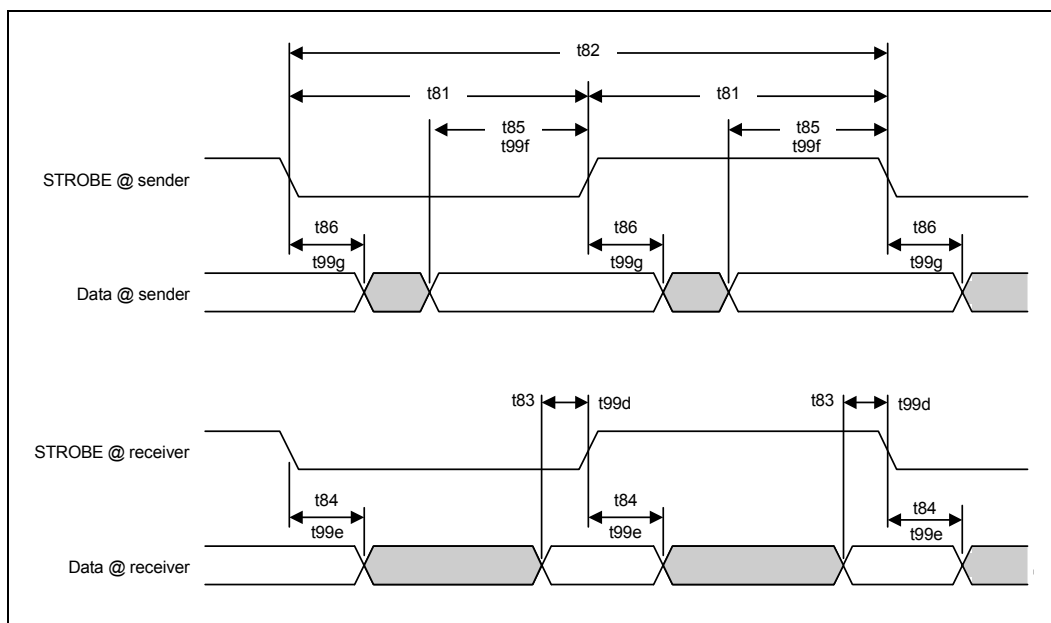 t82
t81 t81
t85 t85
t99f t99f
STROBE @ sender
t86 t86 t86
t99g t99g t99g
Data @ sender
t83 t99d t83 t99d
STROBE @ receiver
t84 t84 t84
t99e t99e t99e
Data @ receiver